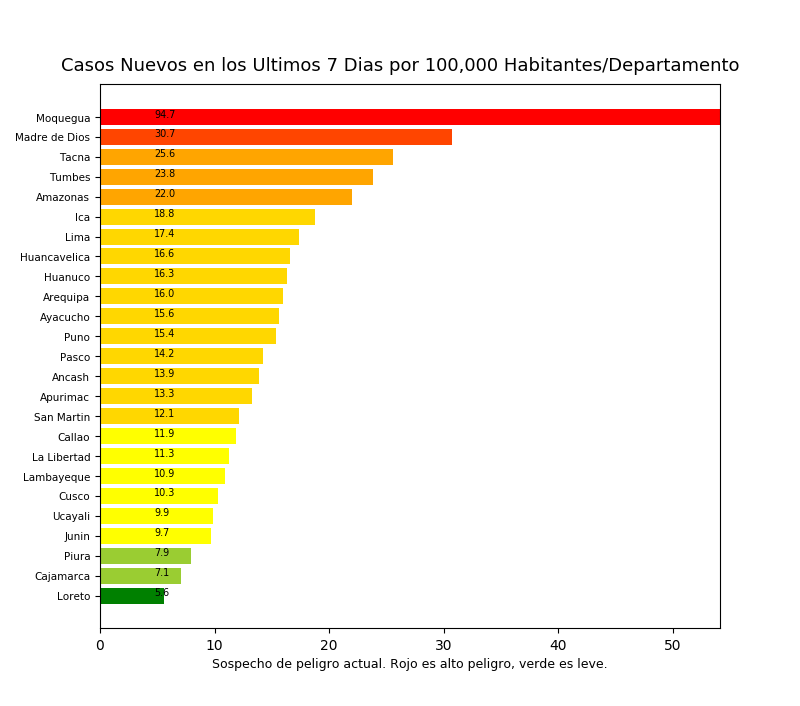 Casos Nuevos en los Ultimos 7 Dias por 100,000 Habitantes/Departamento
Moquegua 94.7
Madre de Dios 30.7
Tacna 25.6
Tumbes 23.8
Amazonas 22.0
Ica 18.8
Lima 17.4
Huancavelica 16.6
Huanuco 16.3
Arequipa 16.0
Ayacucho 15.6
Puno 15.4
Pasco 14.2
Ancash 13.9
Apurimac 13.3
San Martin 12.1
Callao 11.9
La Libertad 11.3
Lambayeque 10.9
Cusco 10.3
Ucayali 9.9
Junin 9.7
Piura 7.9
Cajamarca 7.1
Loreto 5.6
0 10 20 30 40 50
Sospecho de peligro actual. Rojo es alto peligro, verde es leve.